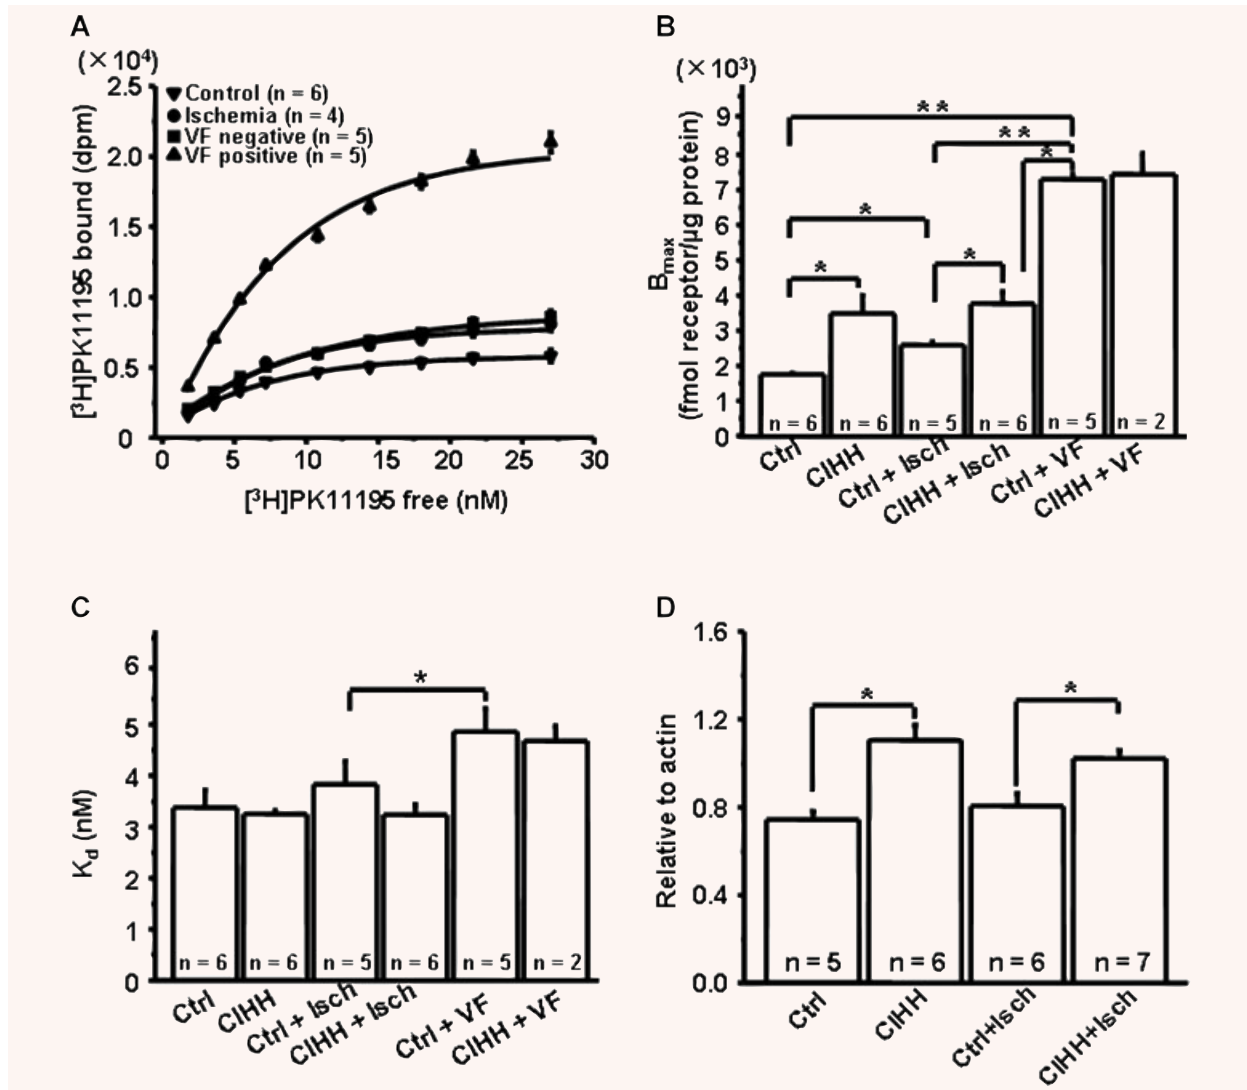 A
(×10⁴)
2.5
2.0
1.5
1.0
0.5
0
[³H]PK11195 bound (dpm)
Control (n = 6)
Ischemia (n = 4)
VF negative (n = 5)
VF positive (n = 5)
0 5 10 15 20 25 30
[³H]PK11195 free (nM)
B
(×10³)
9
8
7
6
5
4
3
2
1
0
Bmax
(fmol receptor/μg protein)
* *
* *
*
*
*
*
n = 6 n = 6 n = 5 n = 6 n = 5 n = 2
Ctrl CIHH Ctrl + Isch CIHH + Isch Ctrl + VF CIHH + VF
C
6
5
4
3
2
1
0
Kd (nM)
*
n = 6 n = 6 n = 5 n = 6 n = 5 n = 2
Ctrl CIHH Ctrl + Isch CIHH + Isch Ctrl + VF CIHH + VF
D
1.6
1.2
0.8
0.4
0.0
Relative to actin
* *
n = 5 n = 6 n = 6 n = 7
Ctrl CIHH Ctrl+Isch CIHH+Isch